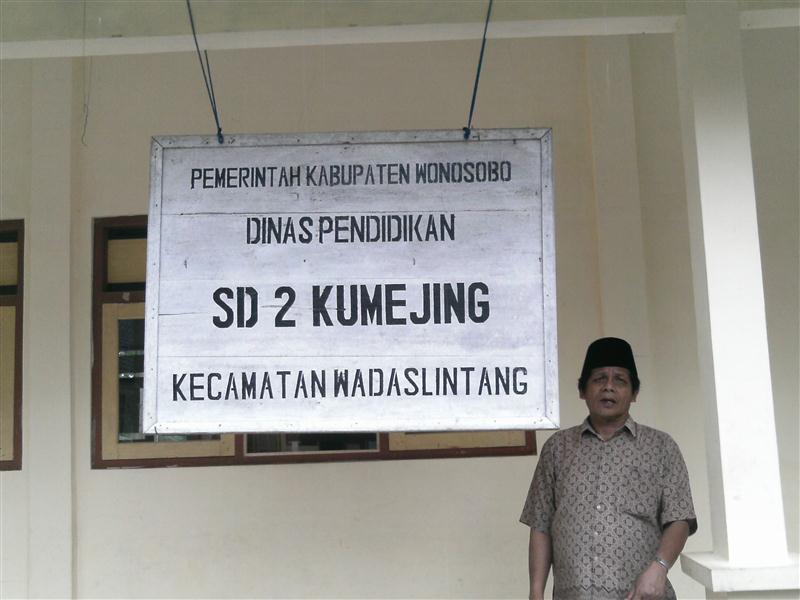 PEMERINTAH KABUPATEN WONOSOBO
DINAS PENDIDIKAN
SD 2 KUMEJING
KECAMATAN WADASLINTANG